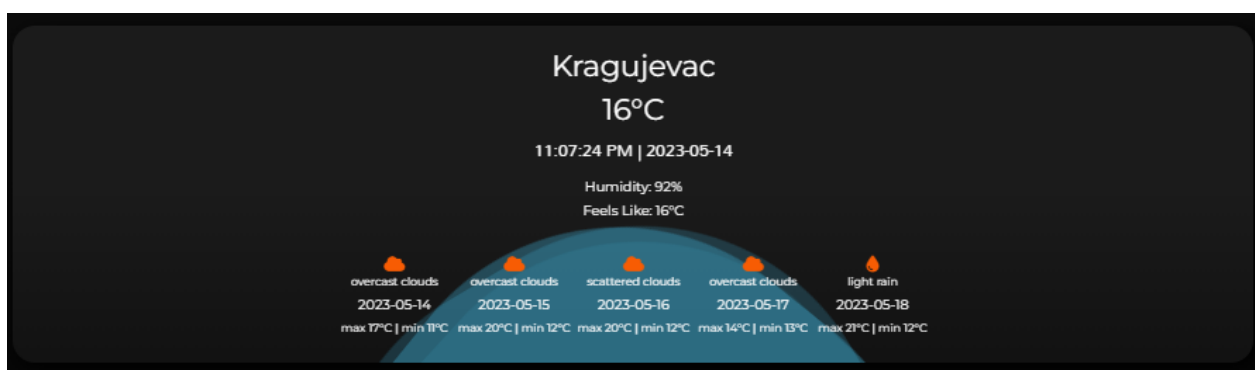 Kragujevac
16°C
11:07:24 PM | 2023-05-14
Humidity: 92%
Feels Like: 16°C
overcast clouds overcast clouds scattered clouds overcast clouds light rain
2023-05-14 2023-05-15 2023-05-16 2023-05-17 2023-05-18
max 17°C | min 11°C max 20°C | min 12°C max 20°C | min 12°C max 14°C | min 13°C max 21°C | min 12°C